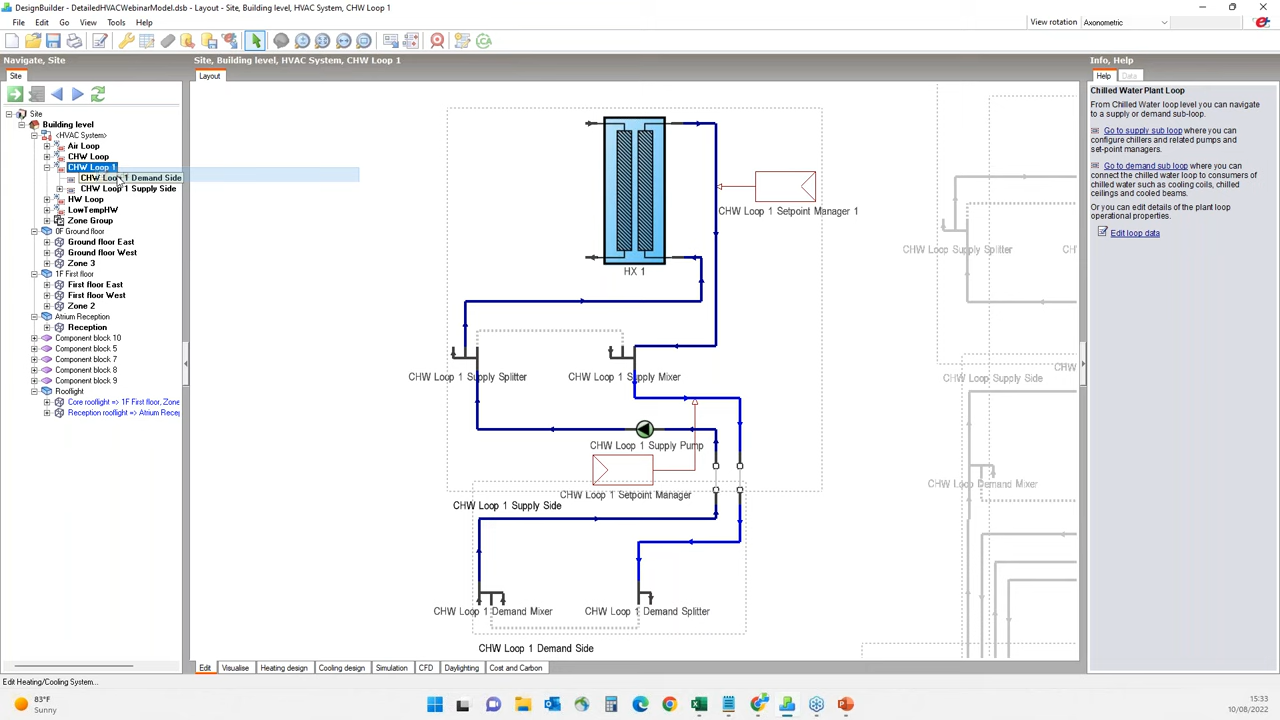 DesignBuilder - DetailedHVACWebinarModel.dsb - Layout - Site, Building level, HVAC System, CHW Loop 1
File Edit Go View Tools Help
View rotation Axonometric
Navigate, Site
Site
Site
Building level
<HVAC System>
Air Loop
CHW Loop
CHW Loop 1
CHW Loop 1 Demand Side
CHW Loop 1 Supply Side
HW Loop
LowTempHW
Zone Group
0F Ground floor
Ground floor East
Ground floor West
Zone 3
1F First floor
First floor East
First floor West
Zone 2
Atrium Reception
Reception
Component block 10
Component block 5
Component block 7
Component block 8
Component block 9
Rooflight
Core rooflight => 1F First floor, Zone
Reception rooflight => Atrium Rece
Site, Building level, HVAC System, CHW Loop 1
Layout
CHW Loop 1 Setpoint Manager 1
HX 1
CHW Loop 1 Supply Splitter
CHW Loop 1 Supply Mixer
CHW Loop 1 Supply Pump
CHW Loop 1 Setpoint Manager
CHW Loop 1 Supply Side
CHW Loop 1 Demand Mixer
CHW Loop 1 Demand Splitter
CHW Loop 1 Demand Side
CHW Loop Supply Splitter
CHW
CHW Loop Supply Side
CHW Loop Demand Mixer
Edit Visualise Heating design Cooling design Simulation CFD Daylighting Cost and Carbon
Info, Help
Help Data
Chilled Water Plant Loop
From Chilled Water loop level you can navigate
to a supply or demand sub-loop.
Go to supply sub loop where you can
configure chillers and related pumps and
set-point managers.
Go to demand sub loop where you can
connect the chilled water loop to consumers of
chilled water such as cooling coils, chilled
ceilings and cooled floors.
Or you can edit details of the plant loop
operational properties.
Edit loop data
Edit Heating/Cooling System...
83°F
Sunny
15:33
10/08/2022